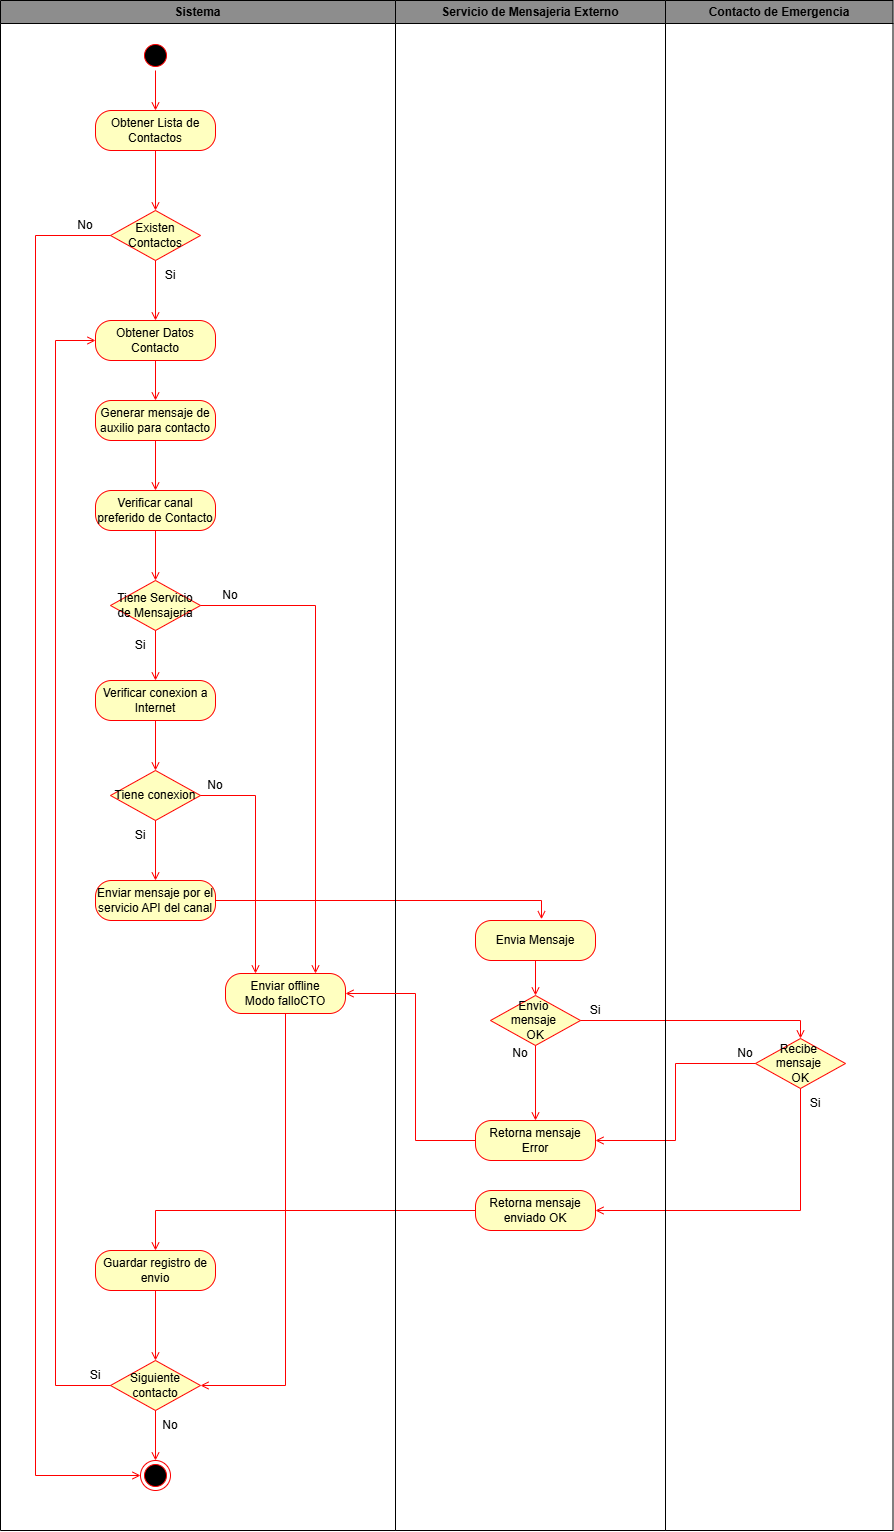 Sistema
Servicio de Mensajeria Externo
Contacto de Emergencia
Obtener Lista de
Contactos
No
Existen
Contactos
Si
Obtener Datos
Contacto
Generar mensaje de
auxilio para contacto
Verificar canal
preferido de Contacto
Tiene Servicio
de Mensajeria
No
Si
Verificar conexion a
Internet
Tiene conexion
No
Si
Enviar mensaje por el
servicio API del canal
Envia Mensaje
Enviar offline
Modo falloCTO
Envio
mensaje
OK
Si
No
Recibe
mensaje
OK
No
Si
Retorna mensaje
Error
Retorna mensaje
enviado OK
Guardar registro de
envio
Si
Siguiente
contacto
No